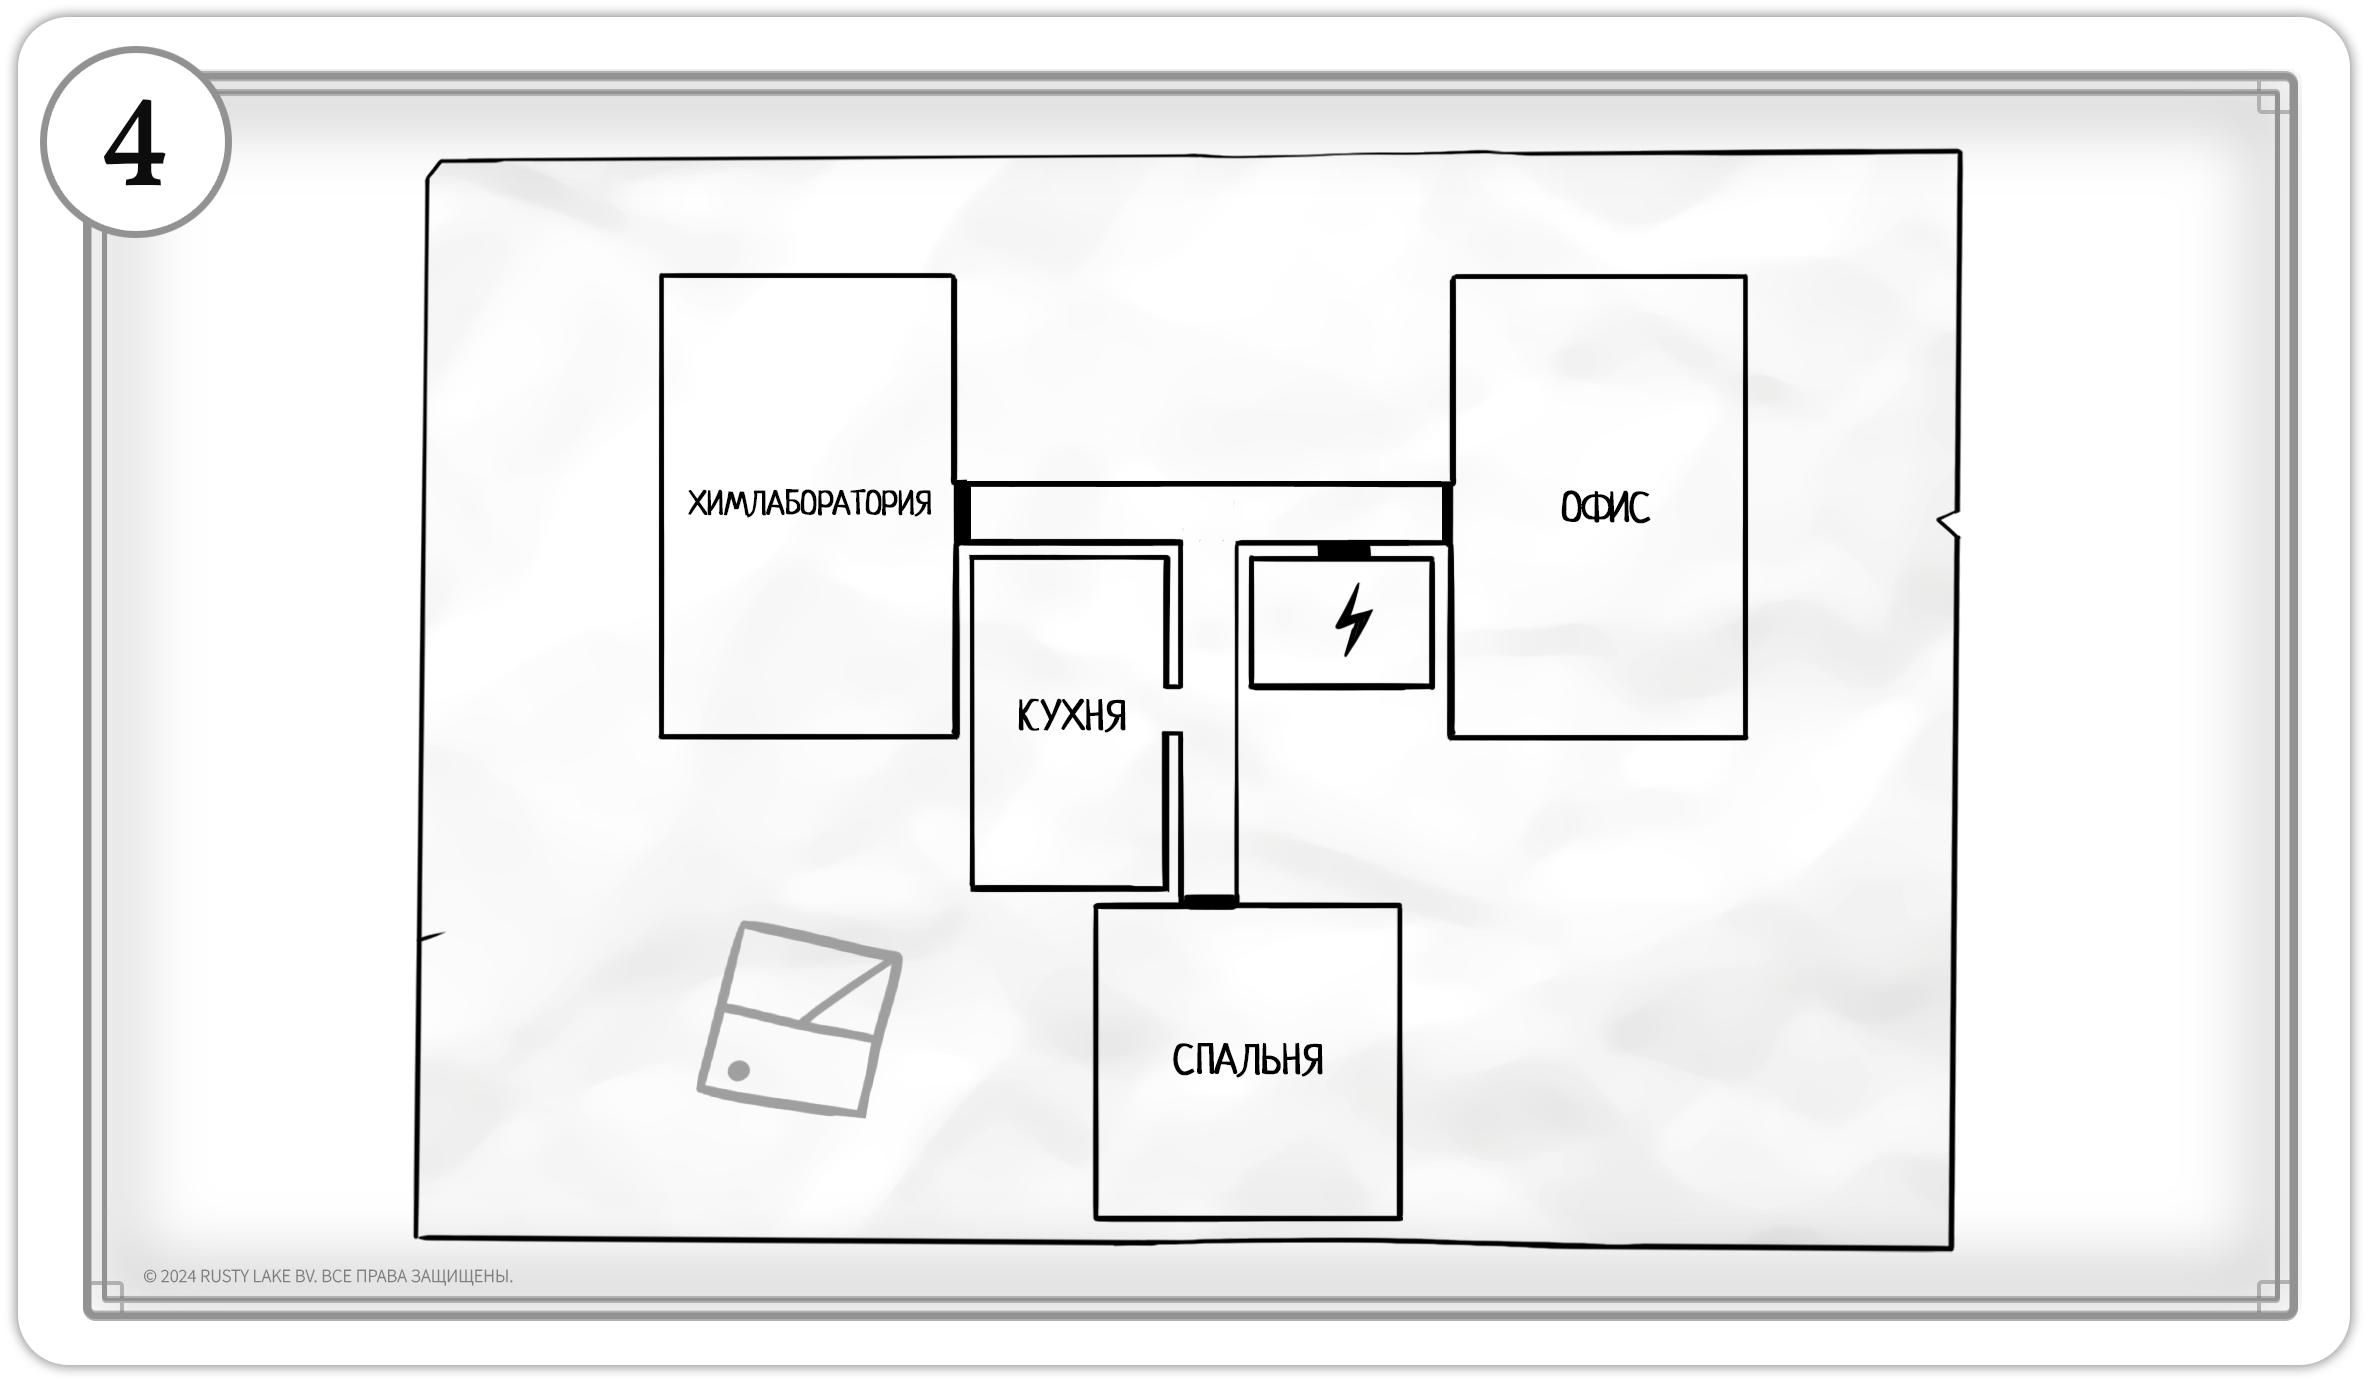 4
ХИМЛАБОРАТОРИЯ
ОФИС
КУХНЯ
СПАЛЬНЯ
© 2024 RUSTY LAKE BV. ВСЕ ПРАВА ЗАЩИЩЕНЫ.